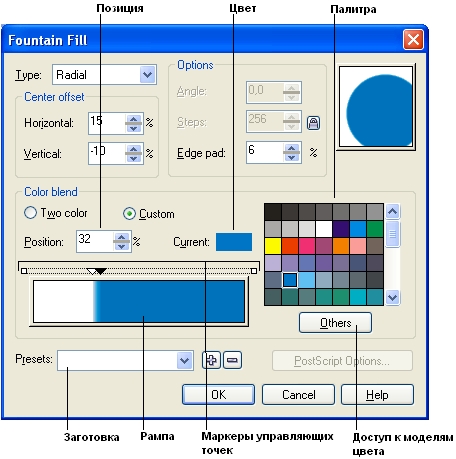 Позиция Цвет Палитра
Fountain Fill
Type: Radial
Options
Angle: 0,0
Center offset
Horizontal: 15 %
Steps: 256
Vertical: -10 %
Edge pad: 6 %
Color blend
Two color Custom
Position: 32 % Current:
Others
Presets:
PostScript Options...
OK Cancel Help
Заготовка Рампа Маркеры управляющих точек Доступ к моделям цвета